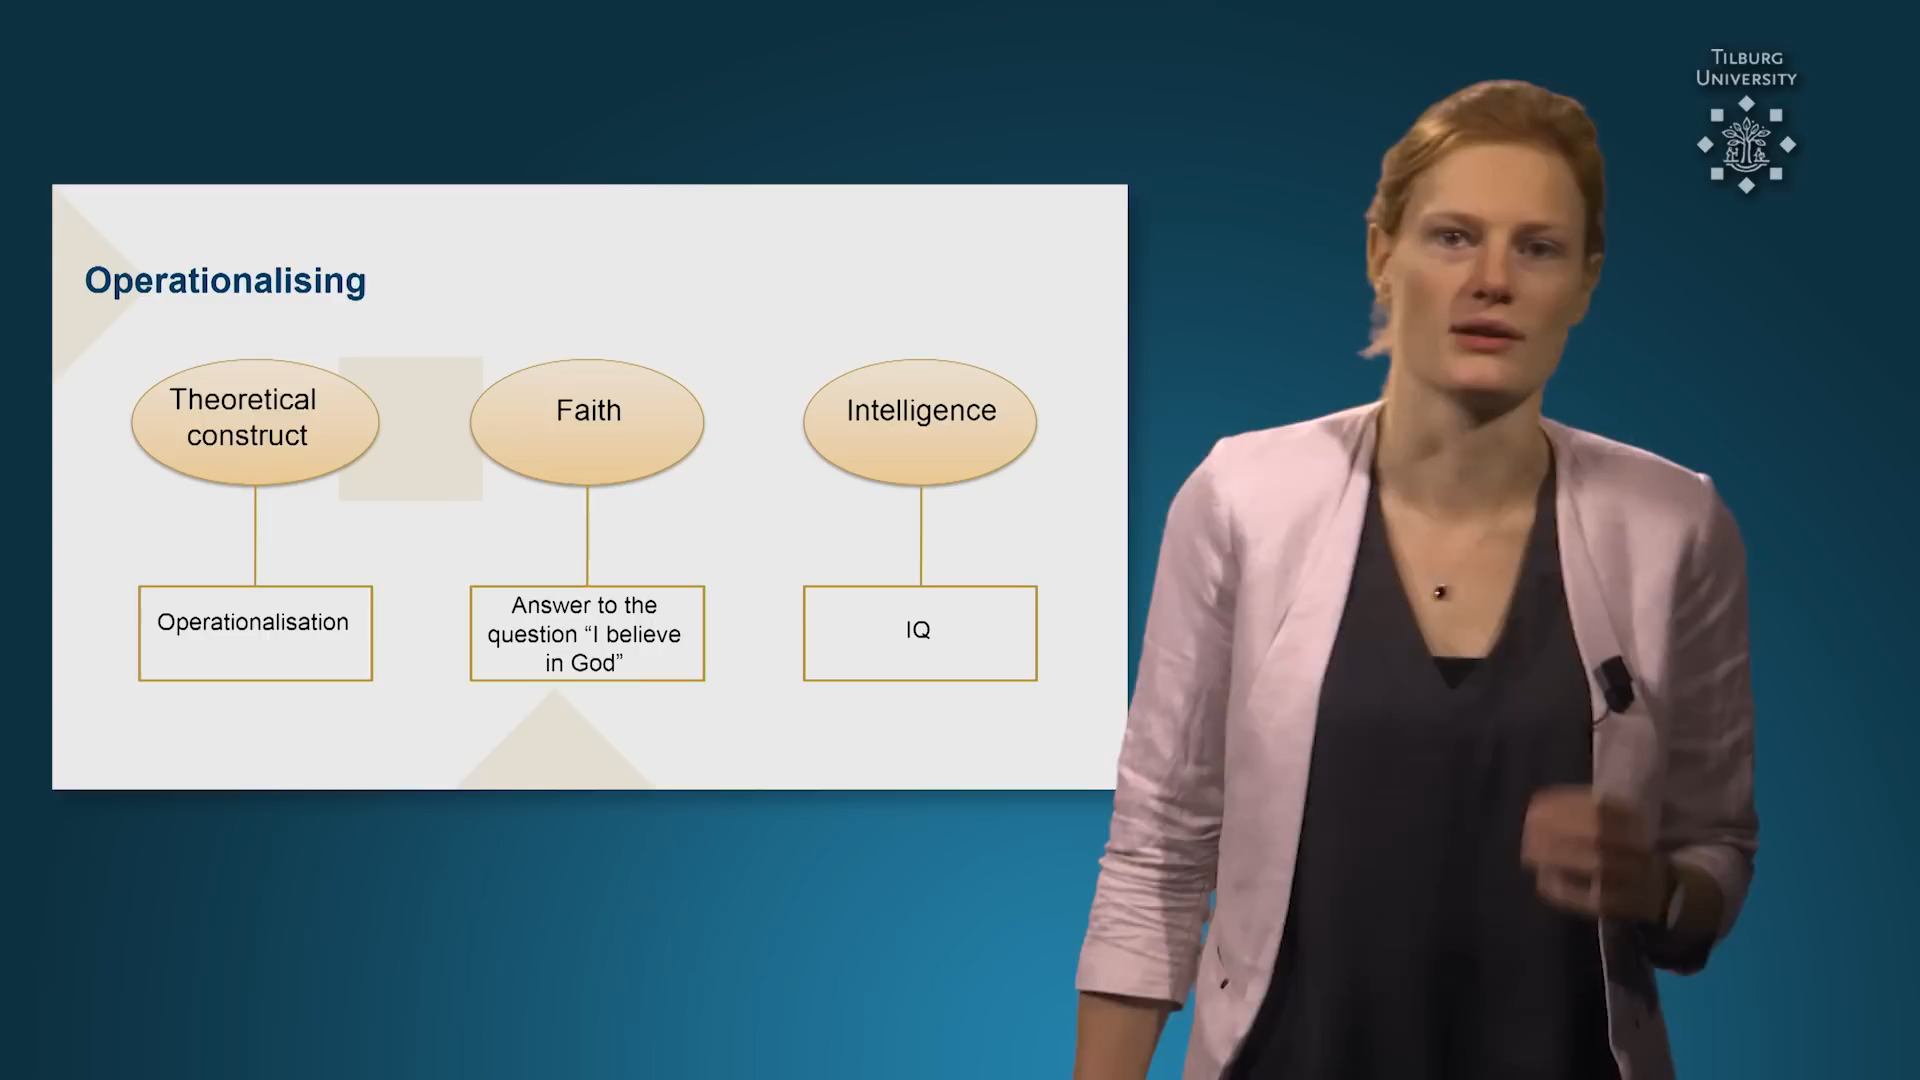 TILBURG
UNIVERSITY
Operationalising
Theoretical
construct
Faith
Intelligence
Operationalisation
Answer to the
question “I believe
in God”
IQ